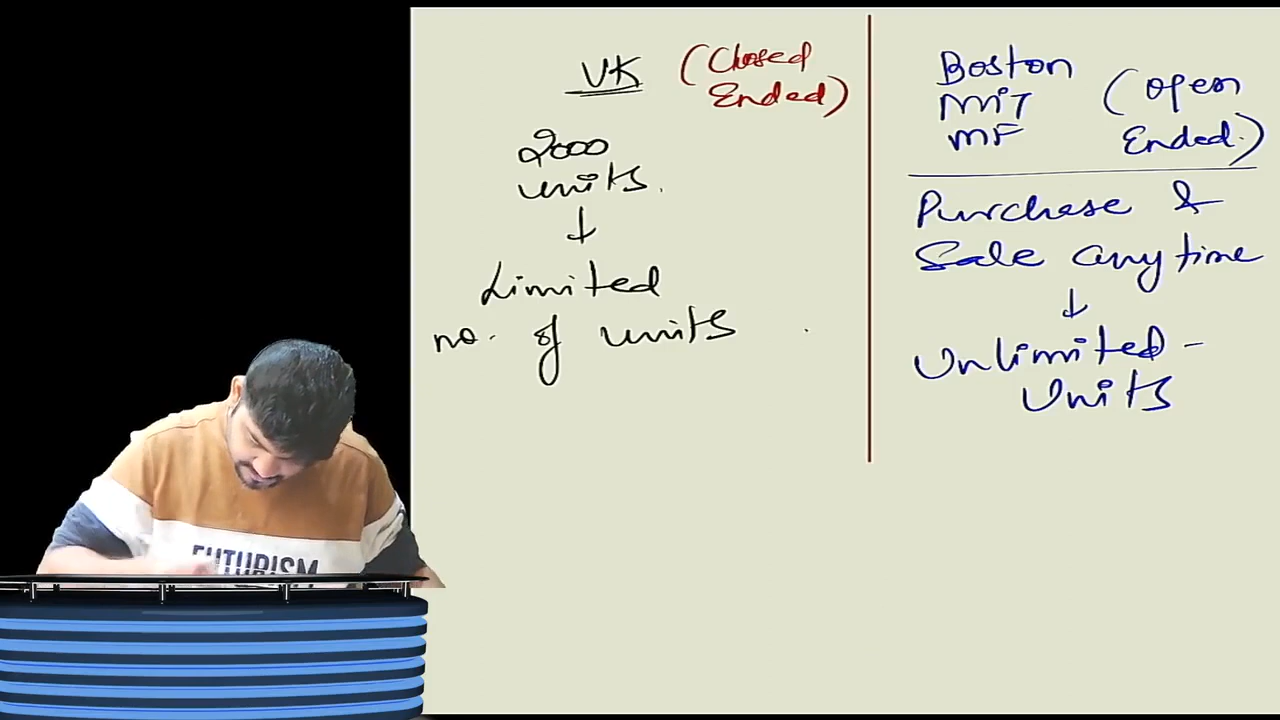 UK (Closed
Ended)
2000
units.
↓
Limited
no. of units
Boston
MIT
MF
(open
Ended.)
Purchase &
Sale anytime
↓
Unlimited -
Units
FUTURISM